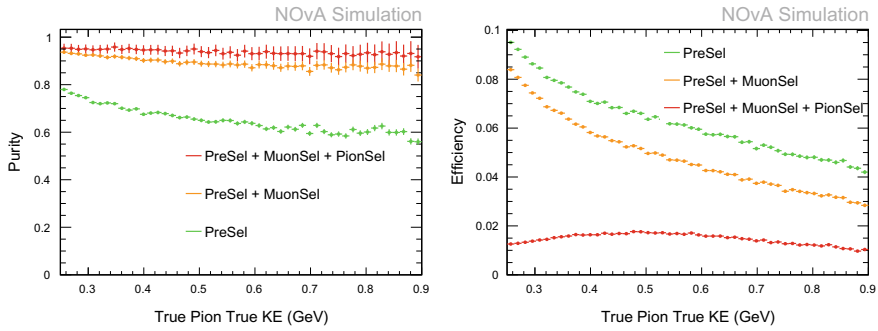 NOvA Simulation
1
0.8
0.6
0.4
0.2
0
Purity
PreSel + MuonSel + PionSel
PreSel + MuonSel
PreSel
0.3 0.4 0.5 0.6 0.7 0.8 0.9
True Pion True KE (GeV)
NOvA Simulation
0.1
0.08
0.06
0.04
0.02
0
Efficiency
PreSel
PreSel + MuonSel
PreSel + MuonSel + PionSel
0.3 0.4 0.5 0.6 0.7 0.8 0.9
True Pion True KE (GeV)